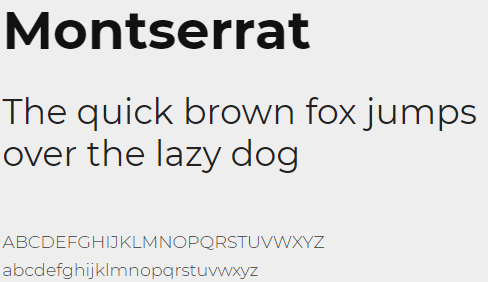 Montserrat
The quick brown fox jumps
over the lazy dog
ABCDEFGHIJKLMNOPQRSTUVWXYZ
abcdefghijklmnopqrstuvwxyz